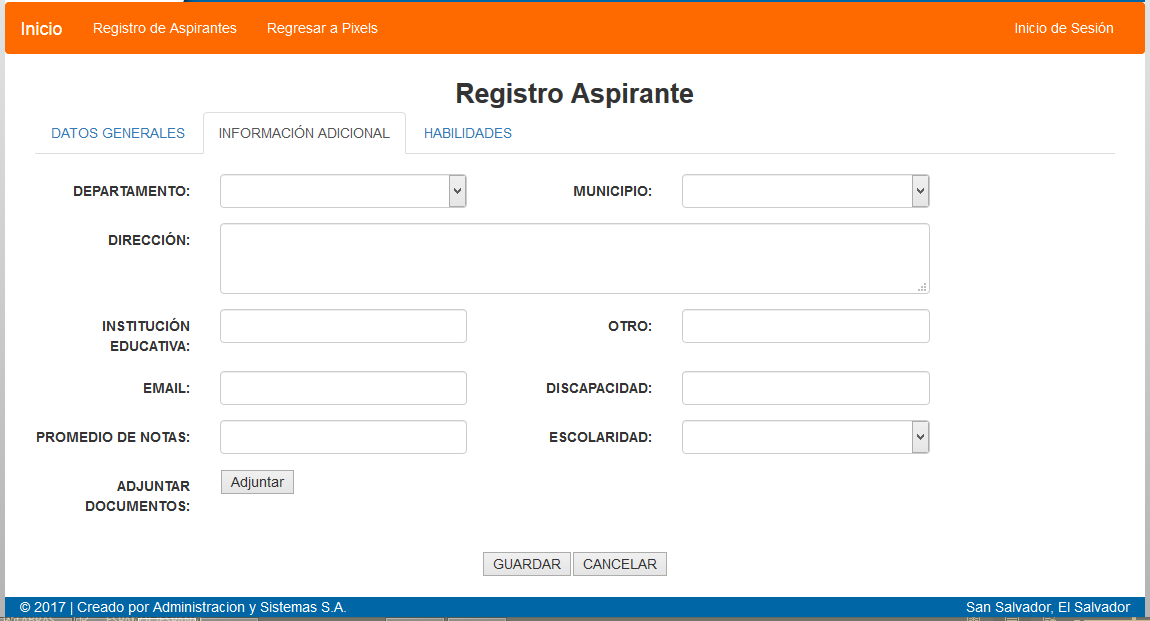 Inicio Registro de Aspirantes Regresar a Pixels Inicio de Sesión
Registro Aspirante
DATOS GENERALES INFORMACIÓN ADICIONAL HABILIDADES
DEPARTAMENTO: MUNICIPIO:
DIRECCIÓN:
INSTITUCIÓN EDUCATIVA: OTRO:
EMAIL: DISCAPACIDAD:
PROMEDIO DE NOTAS: ESCOLARIDAD:
ADJUNTAR DOCUMENTOS: Adjuntar
GUARDAR CANCELAR
© 2017 | Creado por Administracion y Sistemas S.A. San Salvador, El Salvador